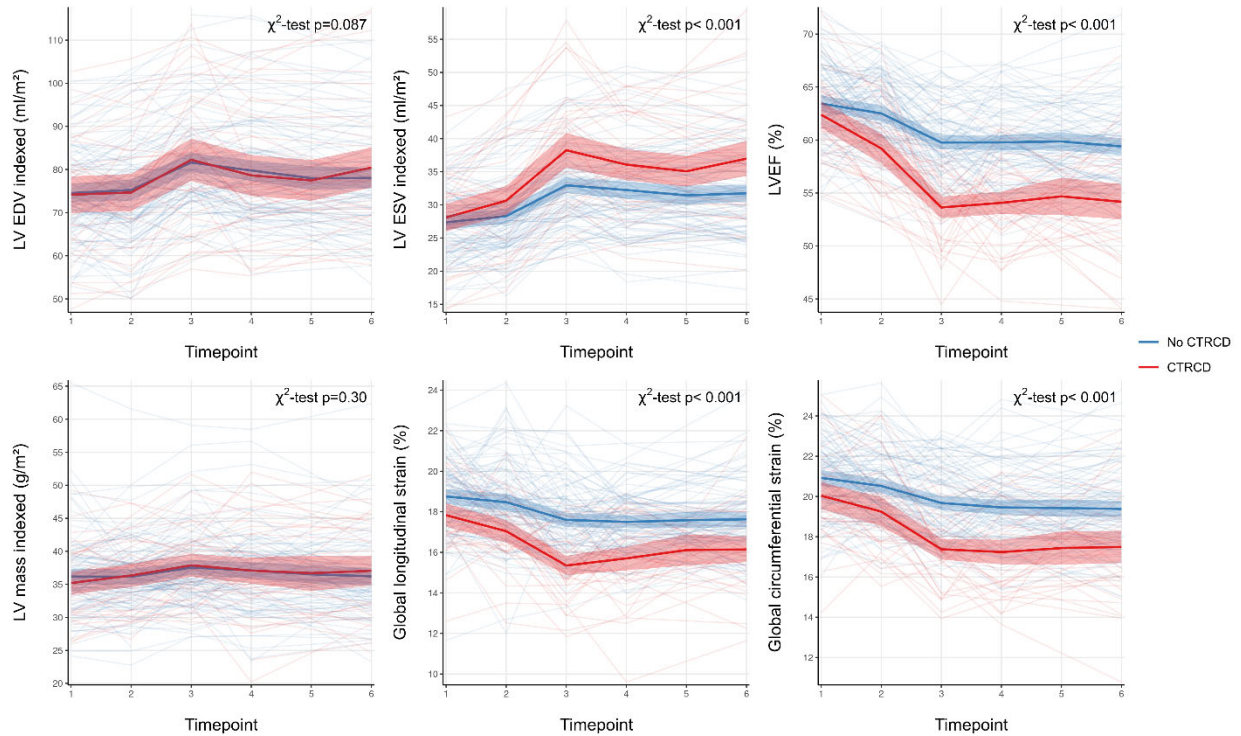 χ²-test p=0.087
LV EDV indexed (ml/m²)
110
100
90
80
70
60
50
1 2 3 4 5 6
Timepoint
χ²-test p< 0.001
LV ESV indexed (ml/m²)
55
50
45
40
35
30
25
20
15
1 2 3 4 5 6
Timepoint
χ²-test p< 0.001
LVEF (%)
70
65
60
55
50
45
1 2 3 4 5 6
Timepoint
No CTRCD
CTRCD
χ²-test p=0.30
LV mass indexed (g/m²)
65
60
55
50
45
40
35
30
25
20
1 2 3 4 5 6
Timepoint
χ²-test p< 0.001
Global longitudinal strain (%)
24
22
20
18
16
14
12
10
1 2 3 4 5 6
Timepoint
χ²-test p< 0.001
Global circumferential strain (%)
24
22
20
18
16
14
12
1 2 3 4 5 6
Timepoint